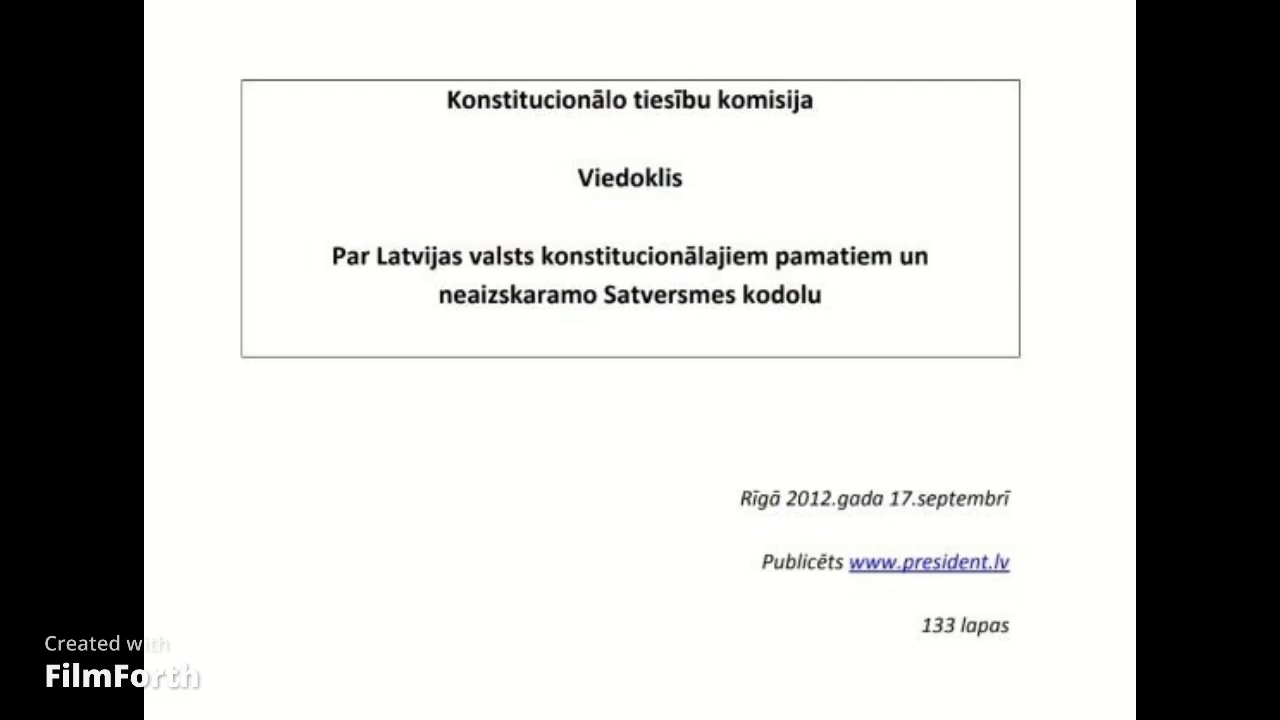 Konstitucionālo tiesību komisija
Viedoklis
Par Latvijas valsts konstitucionālajiem pamatiem un
neaizskaramo Satversmes kodolu
Rīgā 2012.gada 17.septembrī
Publicēts www.president.lv
133 lapas
Created with
FilmForth